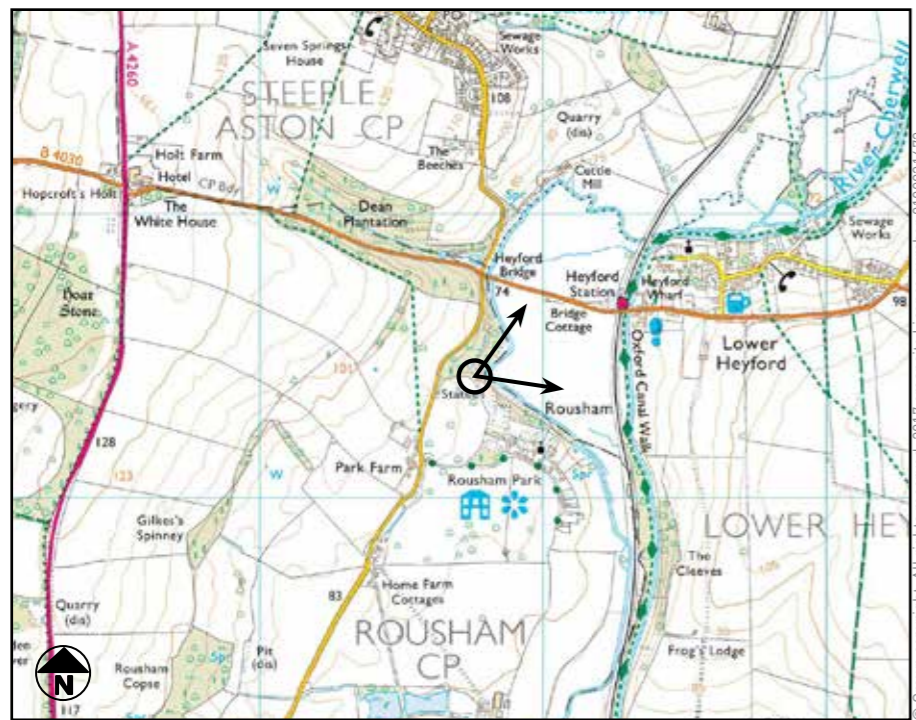 Seven Springs
House
Sewage
Works
A 4260
STEEPLE
ASTON CP
108
Quarry
(dis)
The
Beeches
Cuttle
Mill
River Cherwell
B 4030
Holt Farm
Hotel
CP Bdy
W
Hopcroft's Holt
The
White House
Dean
Plantation
Sewage
Works
Heyford
Bridge
74
Heyford
Station
Heyford
Wharf
98
Hoar
Stone
Bridge
Cottage
Lower
Heyford
101
Oxford Canal Walk
Rousham
128
123
W
Park Farm
Rousham Park
Gilkes's
Spinney
LOWER HEY
The
Cleeves
Home Farm
Cottages
83
Quarry
(dis)
ROUSHAM
CP
Pit
(dis)
Rousham
Copse
Frog's Lodge
N
117